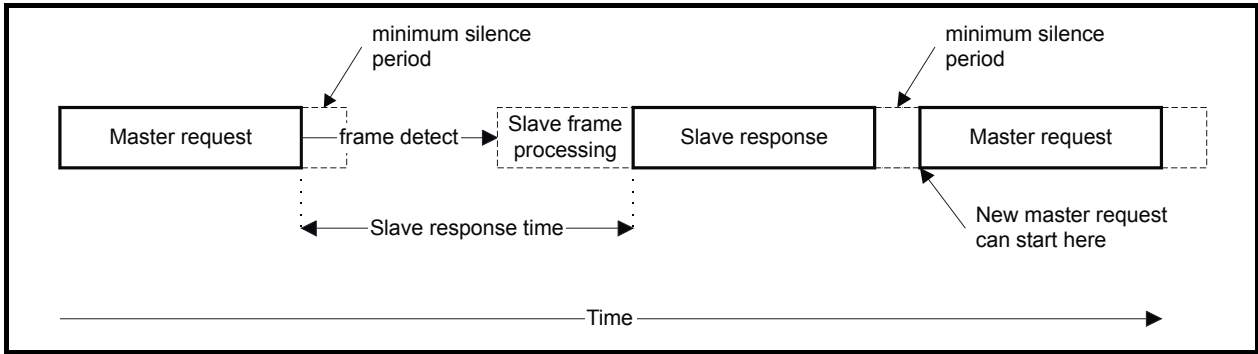 minimum silence
period
minimum silence
period
Master request
frame detect
Slave frame
processing
Slave response
Master request
Slave response time
New master request
can start here
Time